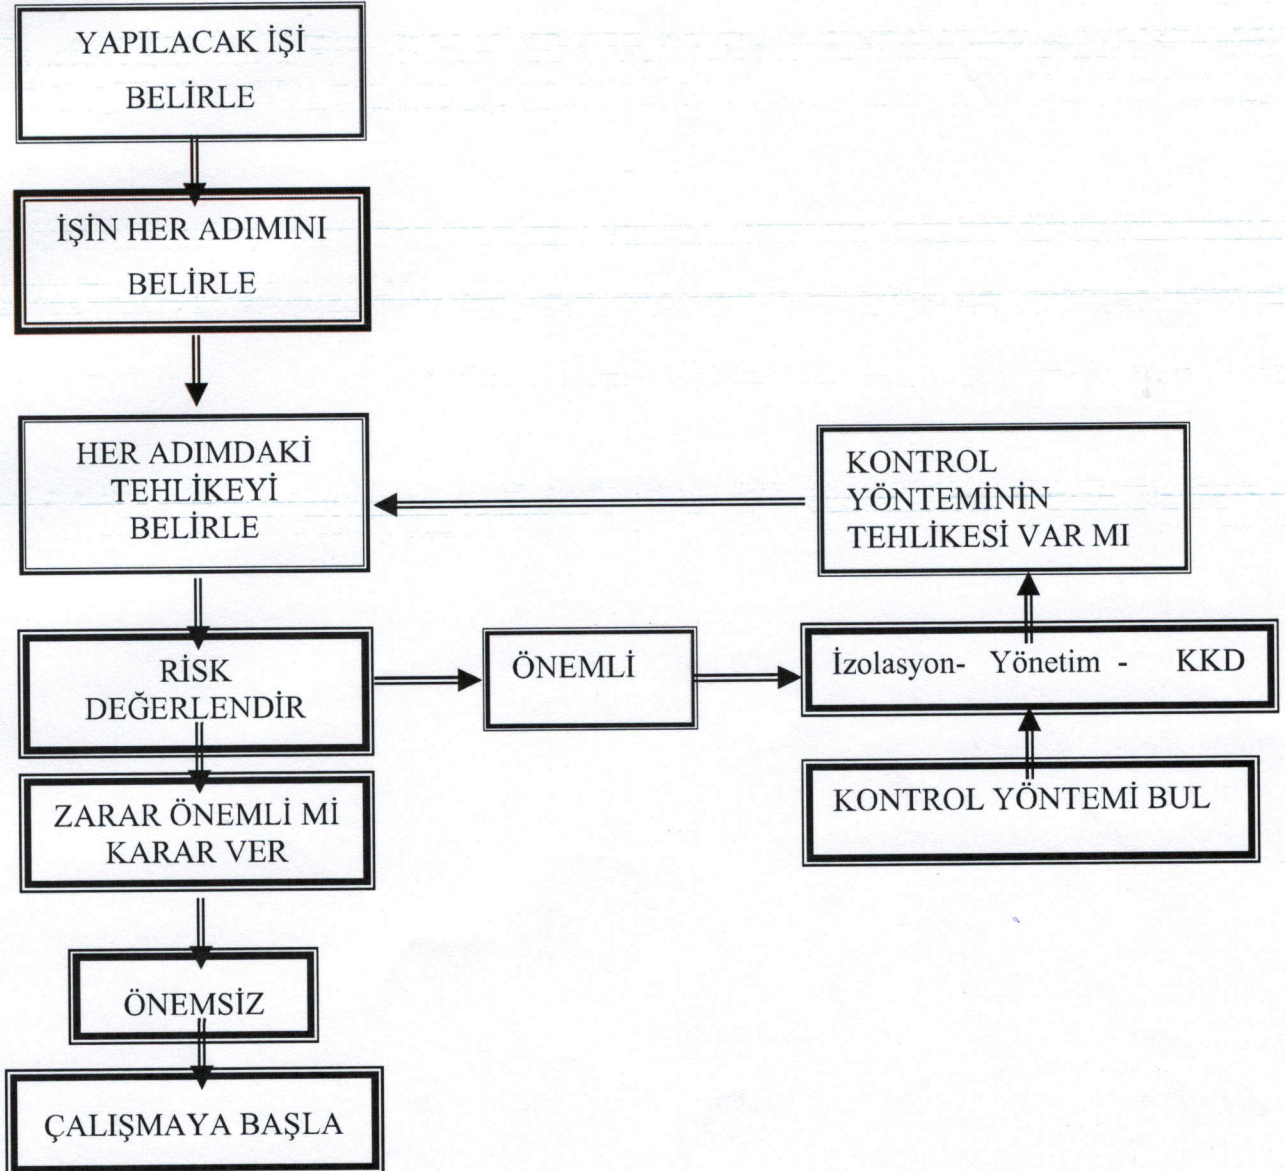 YAPILACAK İŞİ
BELİRLE
İŞİN HER ADIMINI
BELİRLE
HER ADIMDAKİ
TEHLİKEYİ
BELİRLE
KONTROL
YÖNTEMİNİN
TEHLİKESİ VAR MI
RİSK
DEĞERLENDİR
ÖNEMLİ
İzolasyon- Yönetim - KKD
ZARAR ÖNEMLİ Mİ
KARAR VER
KONTROL YÖNTEMİ BUL
ÖNEMSİZ
ÇALIŞMAYA BAŞLA